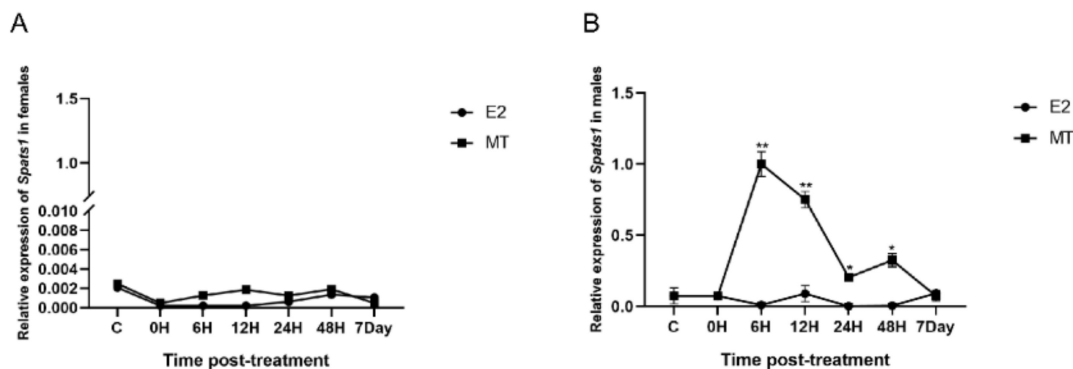 A
Relative expression of Spats1 in females
1.5
1.0
0.010
0.008
0.006
0.004
0.002
0.000
C 0H 6H 12H 24H 48H 7Day
Time post-treatment
E2
MT
B
Relative expression of Spats1 in males
1.5
1.0
0.5
0.0
**
**
*
*
C 0H 6H 12H 24H 48H 7Day
Time post-treatment
E2
MT